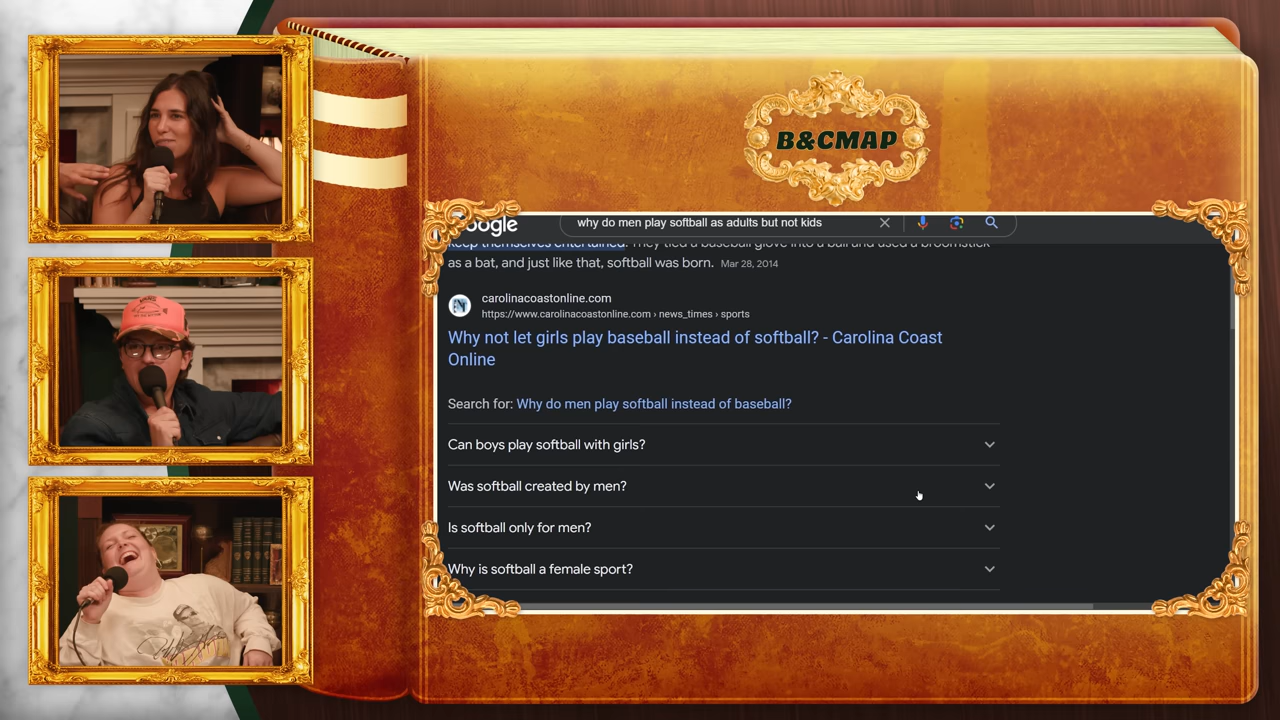 B&CMAP
oogle
why do men play softball as adults but not kids
keep themselves entertained. They tied a baseball glove into a ball and used a broomstick
as a bat, and just like that, softball was born. Mar 28, 2014
carolinacoastonline.com
https://www.carolinacoastonline.com › news_times › sports
Why not let girls play baseball instead of softball? - Carolina Coast
Online
Search for: Why do men play softball instead of baseball?
Can boys play softball with girls?
Was softball created by men?
Is softball only for men?
Why is softball a female sport?